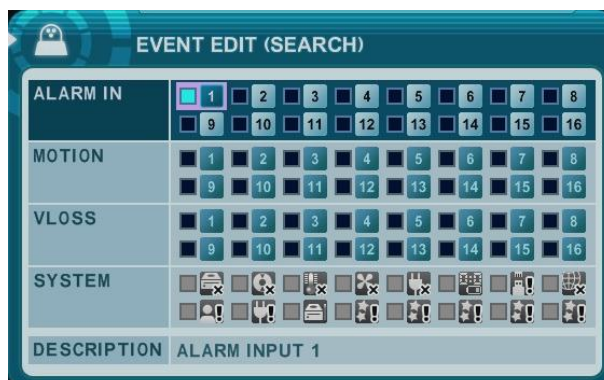 EVENT EDIT (SEARCH)
ALARM IN 1 2 3 4 5 6 7 8
9 10 11 12 13 14 15 16
MOTION 1 2 3 4 5 6 7 8
9 10 11 12 13 14 15 16
VLOSS 1 2 3 4 5 6 7 8
9 10 11 12 13 14 15 16
SYSTEM
DESCRIPTION ALARM INPUT 1